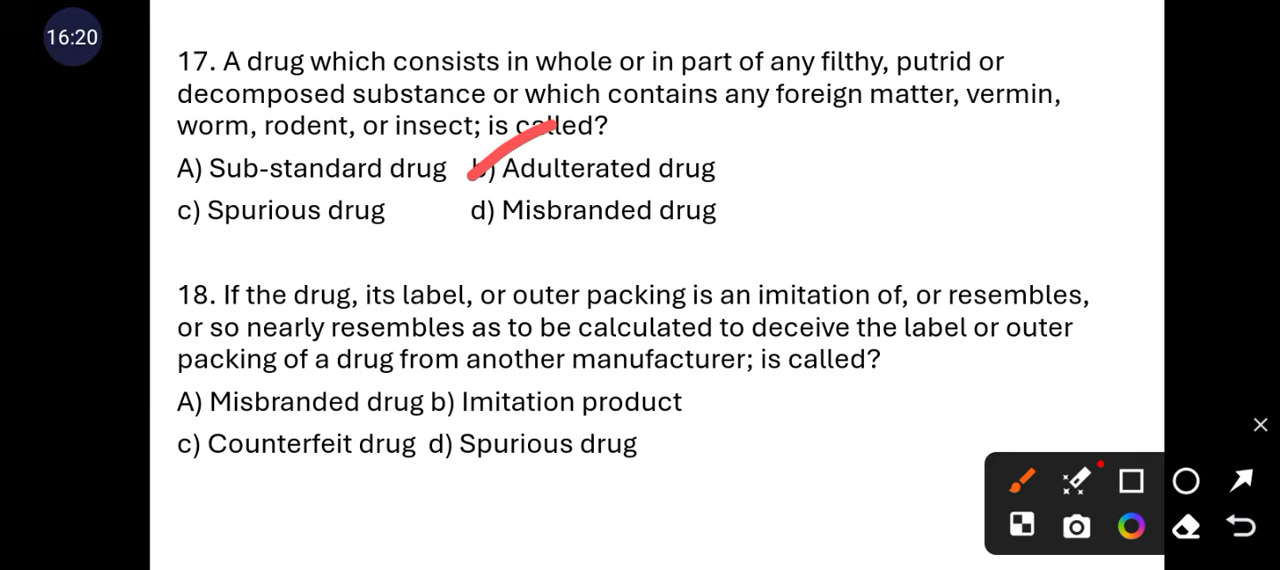 16:20
17. A drug which consists in whole or in part of any filthy, putrid or
decomposed substance or which contains any foreign matter, vermin,
worm, rodent, or insect; is called?
A) Sub-standard drug b) Adulterated drug
c) Spurious drug d) Misbranded drug
18. If the drug, its label, or outer packing is an imitation of, or resembles,
or so nearly resembles as to be calculated to deceive the label or outer
packing of a drug from another manufacturer; is called?
A) Misbranded drug b) Imitation product
c) Counterfeit drug d) Spurious drug